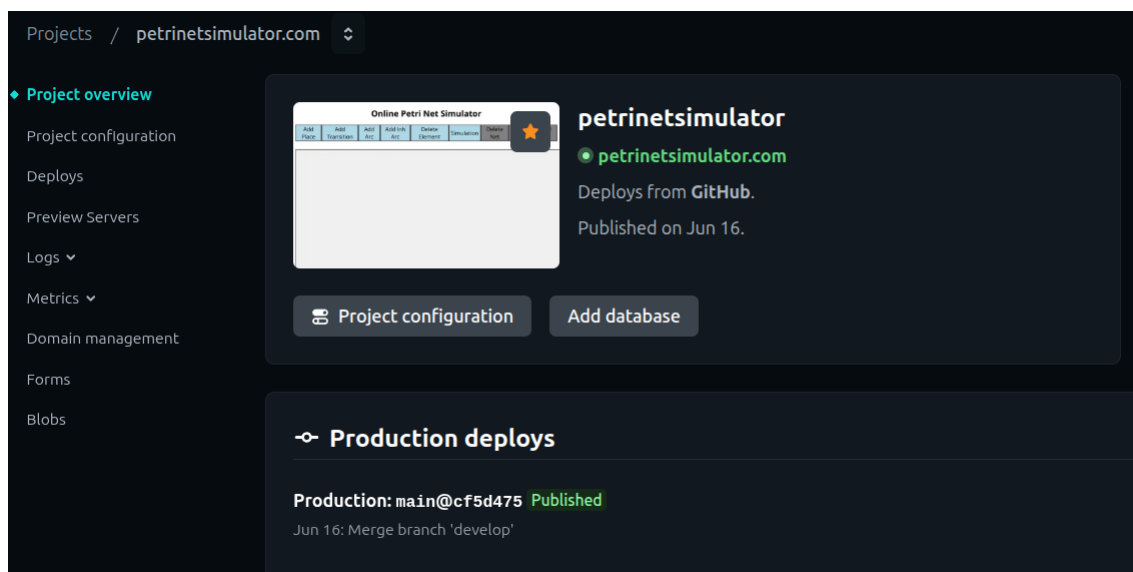 Projects / petrinetsimulator.com
Project overview
Project configuration
Deploys
Preview Servers
Logs
Metrics
Domain management
Forms
Blobs
Online Petri Net Simulator
Add Place
Add Transition
Add Arc
Add Inh. Arc
Delete Element
Simulation
Delete Net
petrinetsimulator
petrinetsimulator.com
Deploys from GitHub.
Published on Jun 16.
Project configuration
Add database
Production deploys
Production: main@cf5d475 Published
Jun 16: Merge branch 'develop'